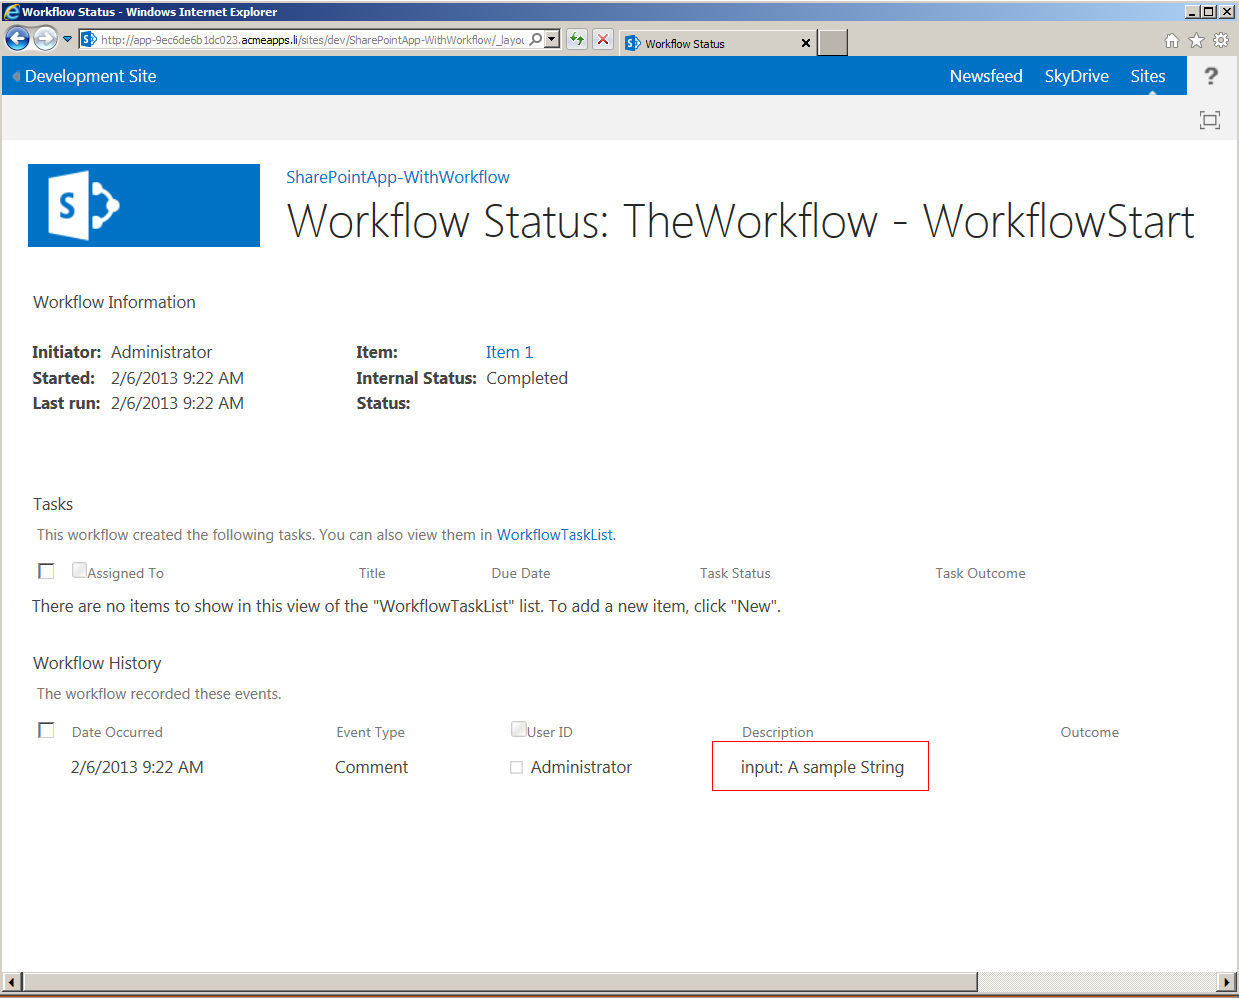 Workflow Status - Windows Internet Explorer
http://app-9ec6de6b1dc023.acmeapps.li/sites/dev/SharePointApp-WithWorkflow/_layou
Workflow Status
Development Site
Newsfeed SkyDrive Sites ?
S
SharePointApp-WithWorkflow
Workflow Status: TheWorkflow - WorkflowStart
Workflow Information
Initiator: Administrator Item: Item 1
Started: 2/6/2013 9:22 AM Internal Status: Completed
Last run: 2/6/2013 9:22 AM Status:
Tasks
This workflow created the following tasks. You can also view them in WorkflowTaskList.
Assigned To Title Due Date Task Status Task Outcome
There are no items to show in this view of the "WorkflowTaskList" list. To add a new item, click "New".
Workflow History
The workflow recorded these events.
Date Occurred Event Type User ID Description Outcome
2/6/2013 9:22 AM Comment Administrator input: A sample String